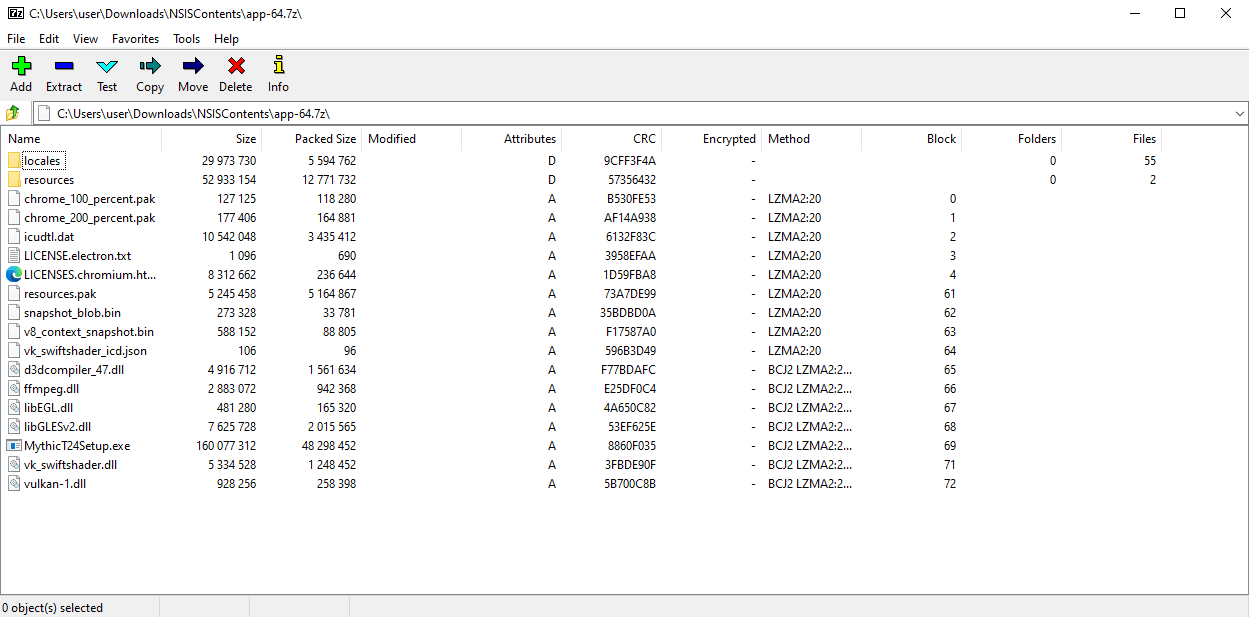 C:\Users\user\Downloads\NSISContents\app-64.7z\
File Edit View Favorites Tools Help
Add Extract Test Copy Move Delete Info
C:\Users\user\Downloads\NSISContents\app-64.7z\
Name Size Packed Size Modified Attributes CRC Encrypted Method Block Folders Files
locales 29 973 730 5 594 762 D 9CFF3F4A - 0 55
resources 52 933 154 12 771 732 D 57356432 - 0 2
chrome_100_percent.pak 127 125 118 280 A B530FE53 - LZMA2:20 0
chrome_200_percent.pak 177 406 164 881 A AF14A938 - LZMA2:20 1
icudtl.dat 10 542 048 3 435 412 A 6132F83C - LZMA2:20 2
LICENSE.electron.txt 1 096 690 A 3958EFAA - LZMA2:20 3
LICENSES.chromium.ht... 8 312 662 236 644 A 1D59FBA8 - LZMA2:20 4
resources.pak 5 245 458 5 164 867 A 73A7DE99 - LZMA2:20 61
snapshot_blob.bin 273 328 33 781 A 35BDBD0A - LZMA2:20 62
v8_context_snapshot.bin 588 152 88 805 A F17587A0 - LZMA2:20 63
vk_swiftshader_icd.json 106 96 A 596B3D49 - LZMA2:20 64
d3dcompiler_47.dll 4 916 712 1 561 634 A F77BDAFC - BCJ2 LZMA2:2... 65
ffmpeg.dll 2 883 072 942 368 A E25DF0C4 - BCJ2 LZMA2:2... 66
libEGL.dll 481 280 165 320 A 4A650C82 - BCJ2 LZMA2:2... 67
libGLESv2.dll 7 625 728 2 015 565 A 53EF625E - BCJ2 LZMA2:2... 68
MythicT24Setup.exe 160 077 312 48 298 452 A 8860F035 - BCJ2 LZMA2:2... 69
vk_swiftshader.dll 5 334 528 1 248 452 A 3FBDE90F - BCJ2 LZMA2:2... 71
vulkan-1.dll 928 256 258 398 A 5B700C8B - BCJ2 LZMA2:2... 72
0 object(s) selected